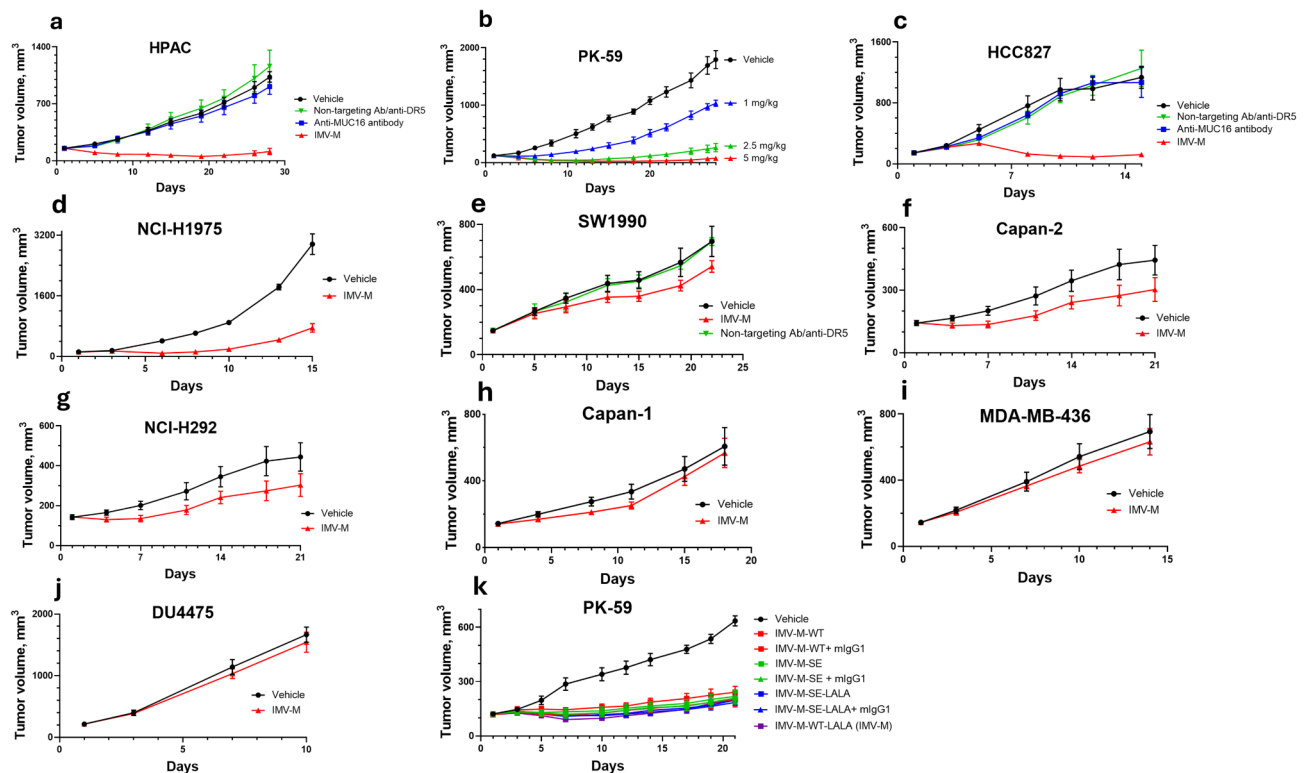 a
HPAC
Tumor volume, mm3
1400
700
0
0
10
20
30
Days
Vehicle
Non-targeting Ab/anti-DR5
Anti-MUC16 antibody
IMV-M
b
PK-59
Tumor volume, mm3
2000
1600
1200
800
400
0
0
10
20
Days
Vehicle
1 mg/kg
2.5 mg/kg
5 mg/kg
c
HCC827
Tumor volume, mm3
1600
800
0
0
7
14
Days
Vehicle
Non-targeting Ab/anti-DR5
Anti-MUC16 antibody
IMV-M
d
NCI-H1975
Tumor volume, mm3
3200
1600
0
0
5
10
15
Days
Vehicle
IMV-M
e
SW1990
Tumor volume, mm3
800
400
0
0
5
10
15
20
25
Days
Vehicle
IMV-M
Non-targeting Ab/anti-DR5
f
Capan-2
Tumor volume, mm3
600
300
0
0
7
14
21
Days
Vehicle
IMV-M
g
NCI-H292
Tumor volume, mm3
600
400
200
0
0
7
14
21
Days
Vehicle
IMV-M
h
Capan-1
Tumor volume, mm3
800
400
0
0
5
10
15
20
Days
Vehicle
IMV-M
i
MDA-MB-436
Tumor volume, mm3
800
400
0
0
5
10
15
Days
Vehicle
IMV-M
j
DU4475
Tumor volume, mm3
2000
1000
0
0
5
10
Days
Vehicle
IMV-M
k
PK-59
Tumor volume, mm3
600
300
0
0
5
10
15
20
Days
Vehicle
IMV-M-WT
IMV-M-WT+ mIgG1
IMV-M-SE
IMV-M-SE + mIgG1
IMV-M-SE-LALA
IMV-M-SE-LALA+ mIgG1
IMV-M-WT-LALA (IMV-M)